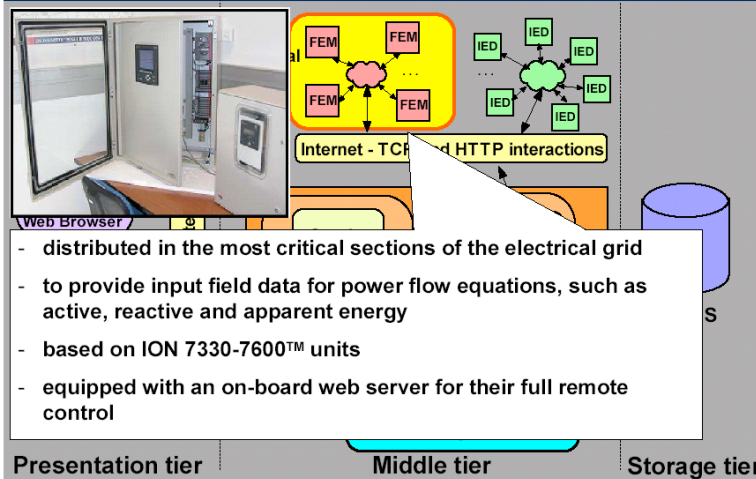 al
FEM
FEM
FEM
FEM
...
...
IED
IED
IED
IED
IED
IED
Internet - TCP and HTTP interactions
Web Browser
- distributed in the most critical sections of the electrical grid
- to provide input field data for power flow equations, such as
active, reactive and apparent energy
- based on ION 7330-7600™ units
- equipped with an on-board web server for their full remote
control
S
Presentation tier
Middle tier
Storage tier